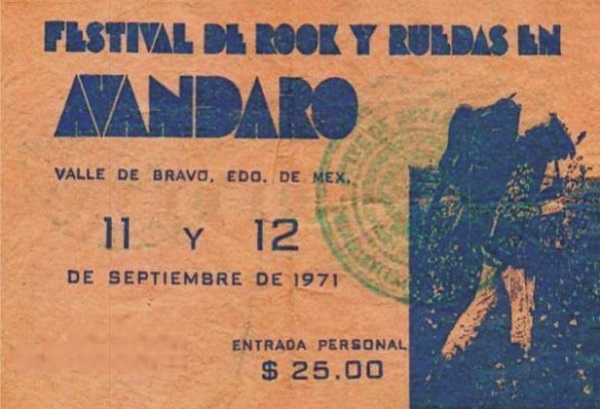 FESTIVAL DE ROCK Y RUEDAS EN
AVANDARO
VALLE DE BRAVO, EDO. DE MEX.
11 Y 12
DE SEPTIEMBRE DE 1971
ENTRADA PERSONAL
$ 25.00